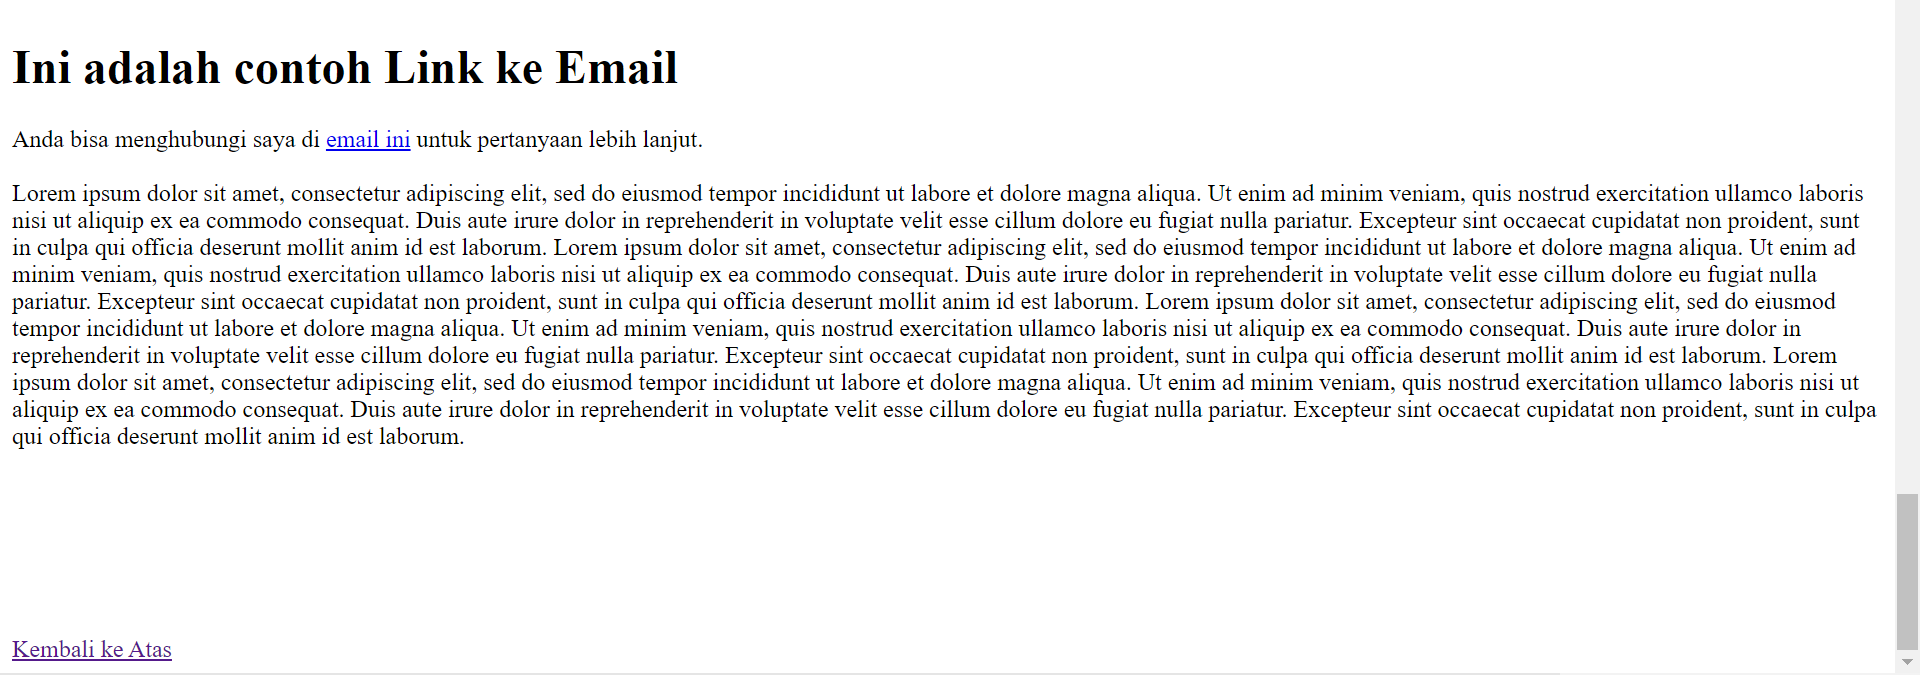 Ini adalah contoh Link ke Email
Anda bisa menghubungi saya di email ini untuk pertanyaan lebih lanjut.
Lorem ipsum dolor sit amet, consectetur adipiscing elit, sed do eiusmod tempor incididunt ut labore et dolore magna aliqua. Ut enim ad minim veniam, quis nostrud exercitation ullamco laboris
nisi ut aliquip ex ea commodo consequat. Duis aute irure dolor in reprehenderit in voluptate velit esse cillum dolore eu fugiat nulla pariatur. Excepteur sint occaecat cupidatat non proident, sunt
in culpa qui officia deserunt mollit anim id est laborum. Lorem ipsum dolor sit amet, consectetur adipiscing elit, sed do eiusmod tempor incididunt ut labore et dolore magna aliqua. Ut enim ad
minim veniam, quis nostrud exercitation ullamco laboris nisi ut aliquip ex ea commodo consequat. Duis aute irure dolor in reprehenderit in voluptate velit esse cillum dolore eu fugiat nulla
pariatur. Excepteur sint occaecat cupidatat non proident, sunt in culpa qui officia deserunt mollit anim id est laborum. Lorem ipsum dolor sit amet, consectetur adipiscing elit, sed do eiusmod
tempor incididunt ut labore et dolore magna aliqua. Ut enim ad minim veniam, quis nostrud exercitation ullamco laboris nisi ut aliquip ex ea commodo consequat. Duis aute irure dolor in
reprehenderit in voluptate velit esse cillum dolore eu fugiat nulla pariatur. Excepteur sint occaecat cupidatat non proident, sunt in culpa qui officia deserunt mollit anim id est laborum. Lorem
ipsum dolor sit amet, consectetur adipiscing elit, sed do eiusmod tempor incididunt ut labore et dolore magna aliqua. Ut enim ad minim veniam, quis nostrud exercitation ullamco laboris nisi ut
aliquip ex ea commodo consequat. Duis aute irure dolor in reprehenderit in voluptate velit esse cillum dolore eu fugiat nulla pariatur. Excepteur sint occaecat cupidatat non proident, sunt in culpa
qui officia deserunt mollit anim id est laborum.
Kembali ke Atas